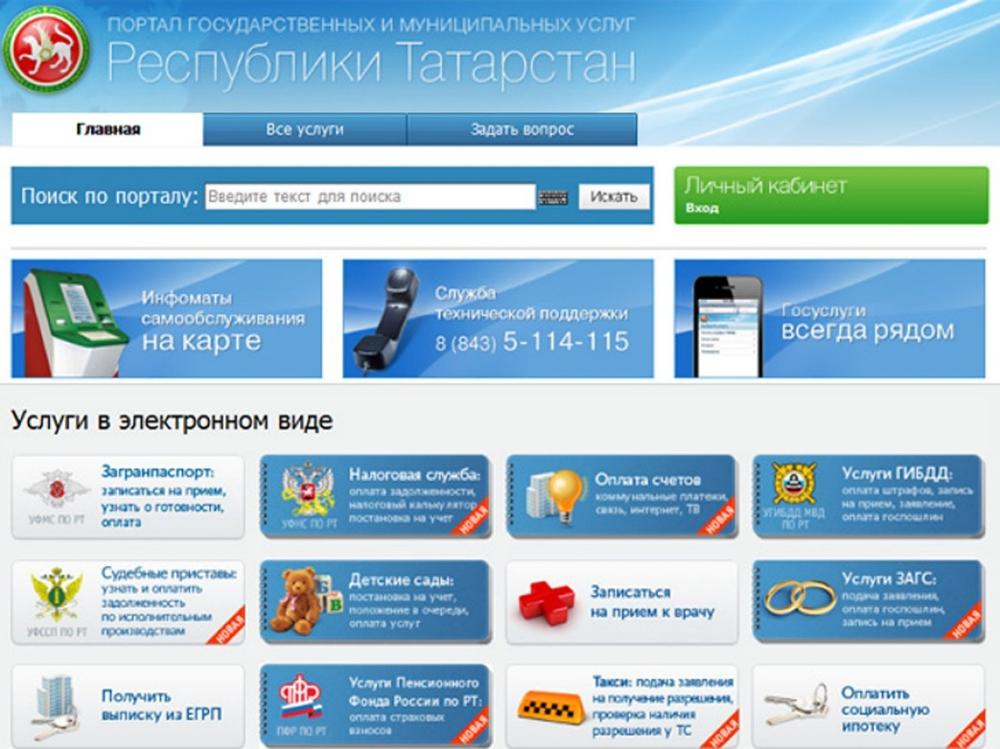 ПОРТАЛ ГОСУДАРСТВЕННЫХ И МУНИЦИПАЛЬНЫХ УСЛУГ
Республики Татарстан
Главная
Все услуги
Задать вопрос
Поиск по порталу:
Введите текст для поиска
Искать
Личный кабинет
Вход
Инфоматы
самообслуживания
на карте
Служба
технической поддержки
8 (843) 5-114-115
Госуслуги
всегда рядом
Услуги в электронном виде
УФМС ПО РТ
Загранпаспорт:
записаться на прием,
узнать о готовности,
оплата
УФНС ПО РТ
Налоговая служба:
оплата задолженности,
налоговый калькулятор
постановка на учет
НОВАЯ
Оплата счетов
коммунальные платежи,
связь, интернет, ТВ
НОВАЯ
УГИБДД МВД
ПО РТ
Услуги ГИБДД:
оплата штрафов, запись
на прием, заявление,
оплата госпошлин
УФССП ПО РТ
Судебные приставы:
узнать и оплатить
задолженность
по исполнительным
производствам
НОВАЯ
Детские сады:
постановка на учет,
положение в очереди,
оплата услуг
Записаться
на прием к врачу
Услуги ЗАГС:
подача заявления,
оплата госпошлин,
запись на прием
НОВАЯ
Получить
выписку из ЕГРП
ПФР ПО РТ
Услуги Пенсионного
Фонда России по РТ:
оплата страховых
взносов
НОВАЯ
Такси: подача заявления
на получение разрешения,
проверка наличия
разрешения у ТС
НОВАЯ
Оплатить
социальную
ипотеку
НОВАЯ